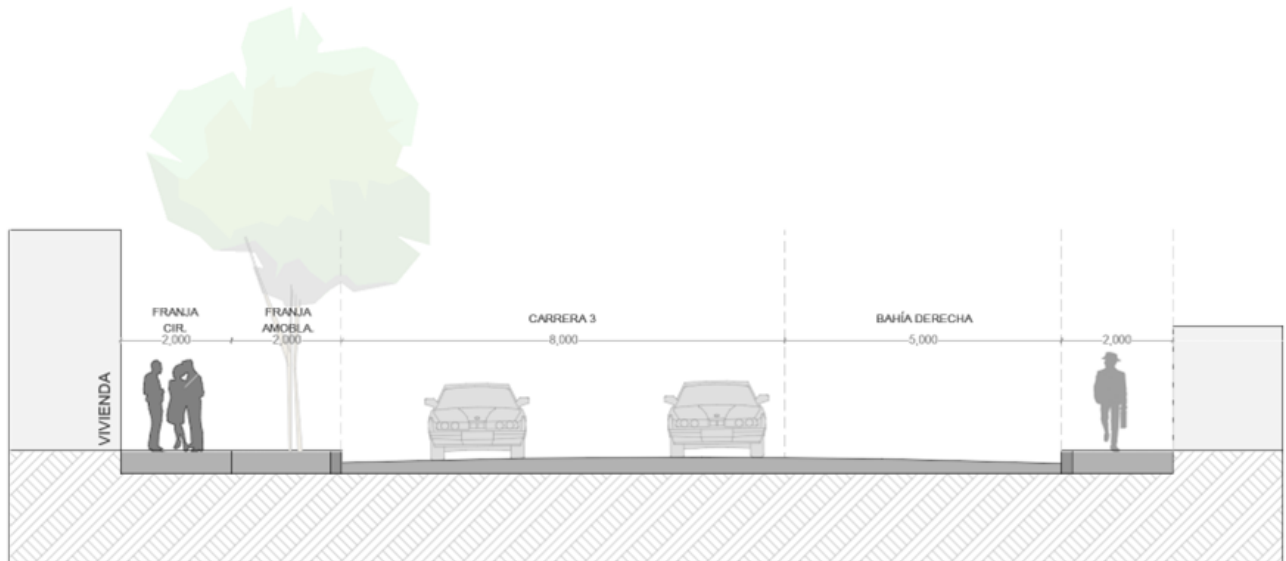 FRANJA
CIR.
2,000
FRANJA
AMOBLA.
2,000
CARRERA 3
8,000
BAHÍA DERECHA
5,000
2,000
VIVIENDA